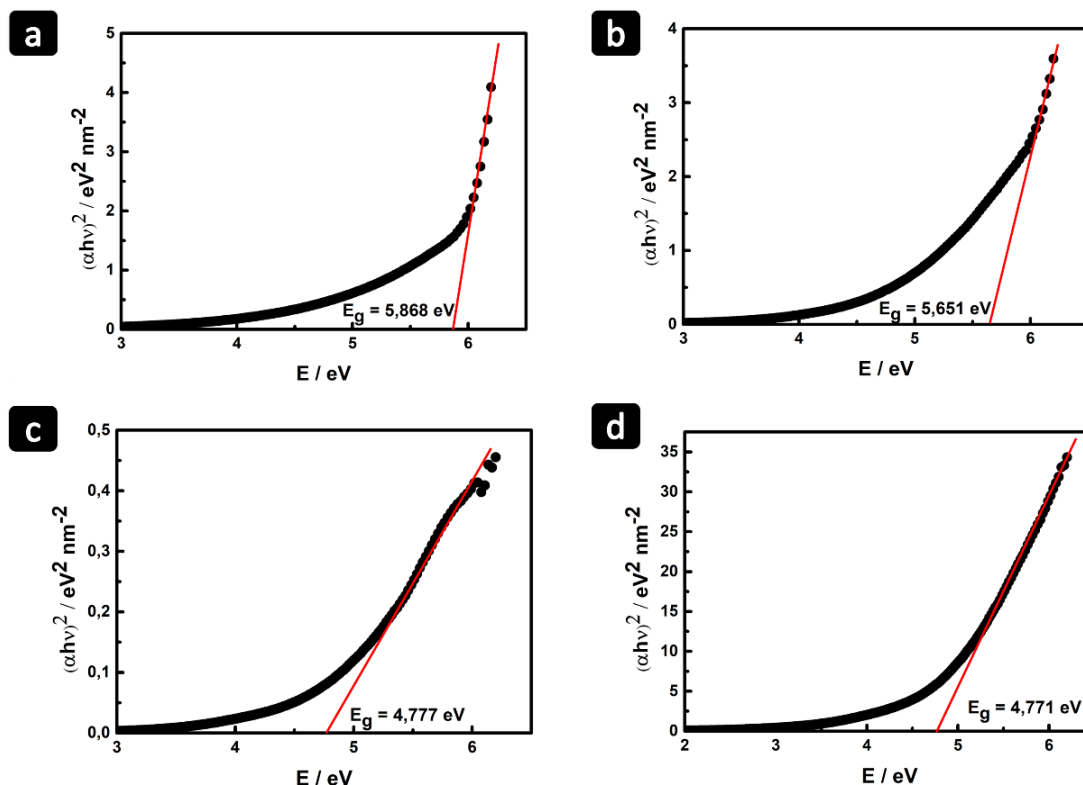 a
5
4
3
2
1
0
(αhν)² / eV² nm⁻²
Eg = 5,868 eV
3 4 5 6
E / eV
b
4
3
2
1
0
(αhν)² / eV² nm⁻²
Eg = 5,651 eV
3 4 5 6
E / eV
c
0,5
0,4
0,3
0,2
0,1
0,0
(αhν)² / eV² nm⁻²
Eg = 4,777 eV
3 4 5 6
E / eV
d
35
30
25
20
15
10
5
0
(αhν)² / eV² nm⁻²
Eg = 4,771 eV
2 3 4 5 6
E / eV